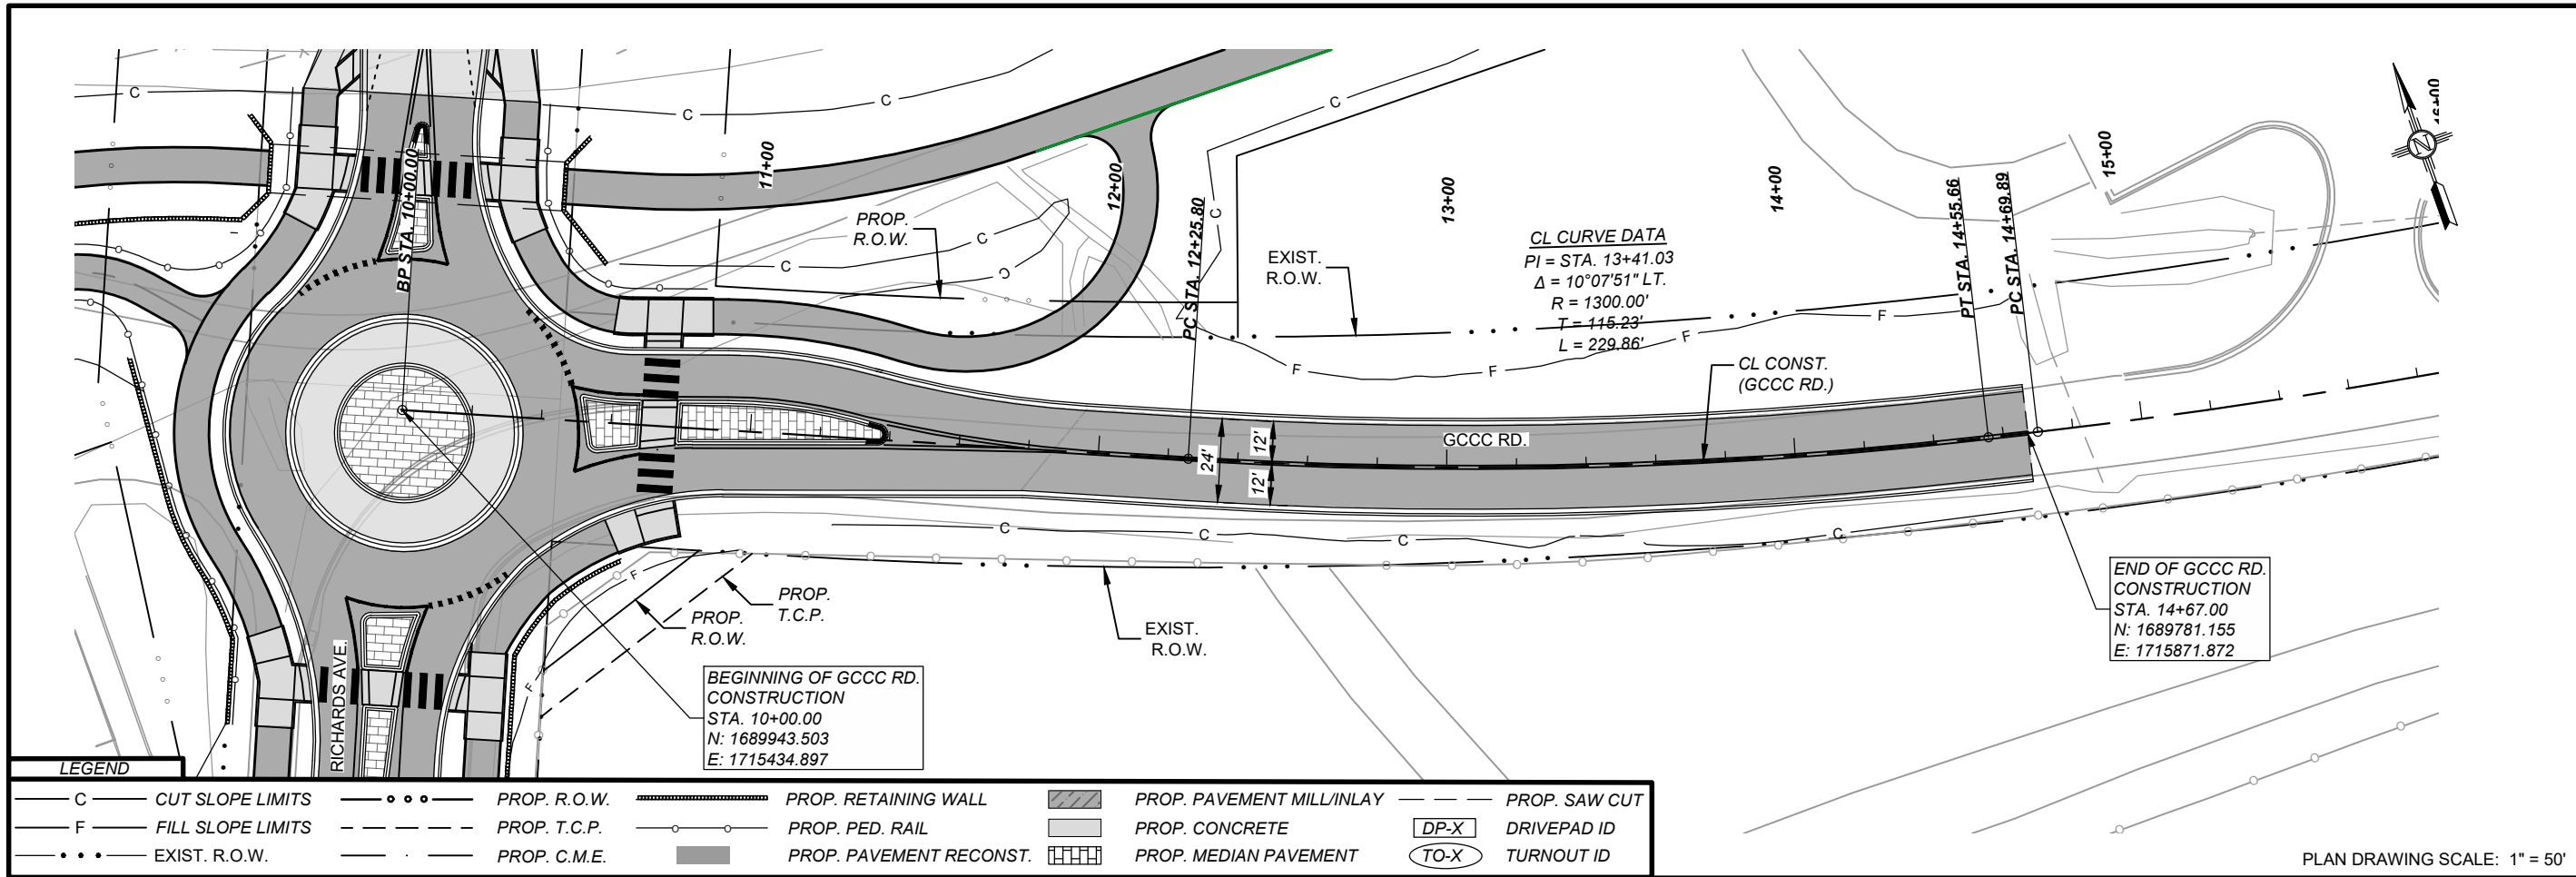 C
C
C
C
BP STA. 10+00.00
11+00
12+00
PC STA. 12+25.80
C
13+00
14+00
PT STA. 14+55.66
PC STA. 14+69.89
15+00
16+00
N
PROP.
R.O.W.
C
C
C
EXIST.
R.O.W.
CL CURVE DATA
PI = STA. 13+41.03
Δ = 10°07'51" LT.
R = 1300.00'
T = 115.23'
L = 229.86'
F
F
F
F
CL CONST.
(GCCC RD.)
GCCC RD.
24'
12'
12'
C
C
C
C
F
F
PROP.
T.C.P.
PROP.
R.O.W.
EXIST.
R.O.W.
RICHARDS AVE.
BEGINNING OF GCCC RD.
CONSTRUCTION
STA. 10+00.00
N: 1689943.503
E: 1715434.897
END OF GCCC RD.
CONSTRUCTION
STA. 14+67.00
N: 1689781.155
E: 1715871.872
LEGEND
C CUT SLOPE LIMITS
F FILL SLOPE LIMITS
EXIST. R.O.W.
PROP. R.O.W.
PROP. T.C.P.
PROP. C.M.E.
PROP. RETAINING WALL
PROP. PED. RAIL
PROP. PAVEMENT RECONST.
PROP. PAVEMENT MILL/INLAY
PROP. CONCRETE
PROP. MEDIAN PAVEMENT
PROP. SAW CUT
DP-X DRIVEPAD ID
TO-X TURNOUT ID
PLAN DRAWING SCALE: 1" = 50'